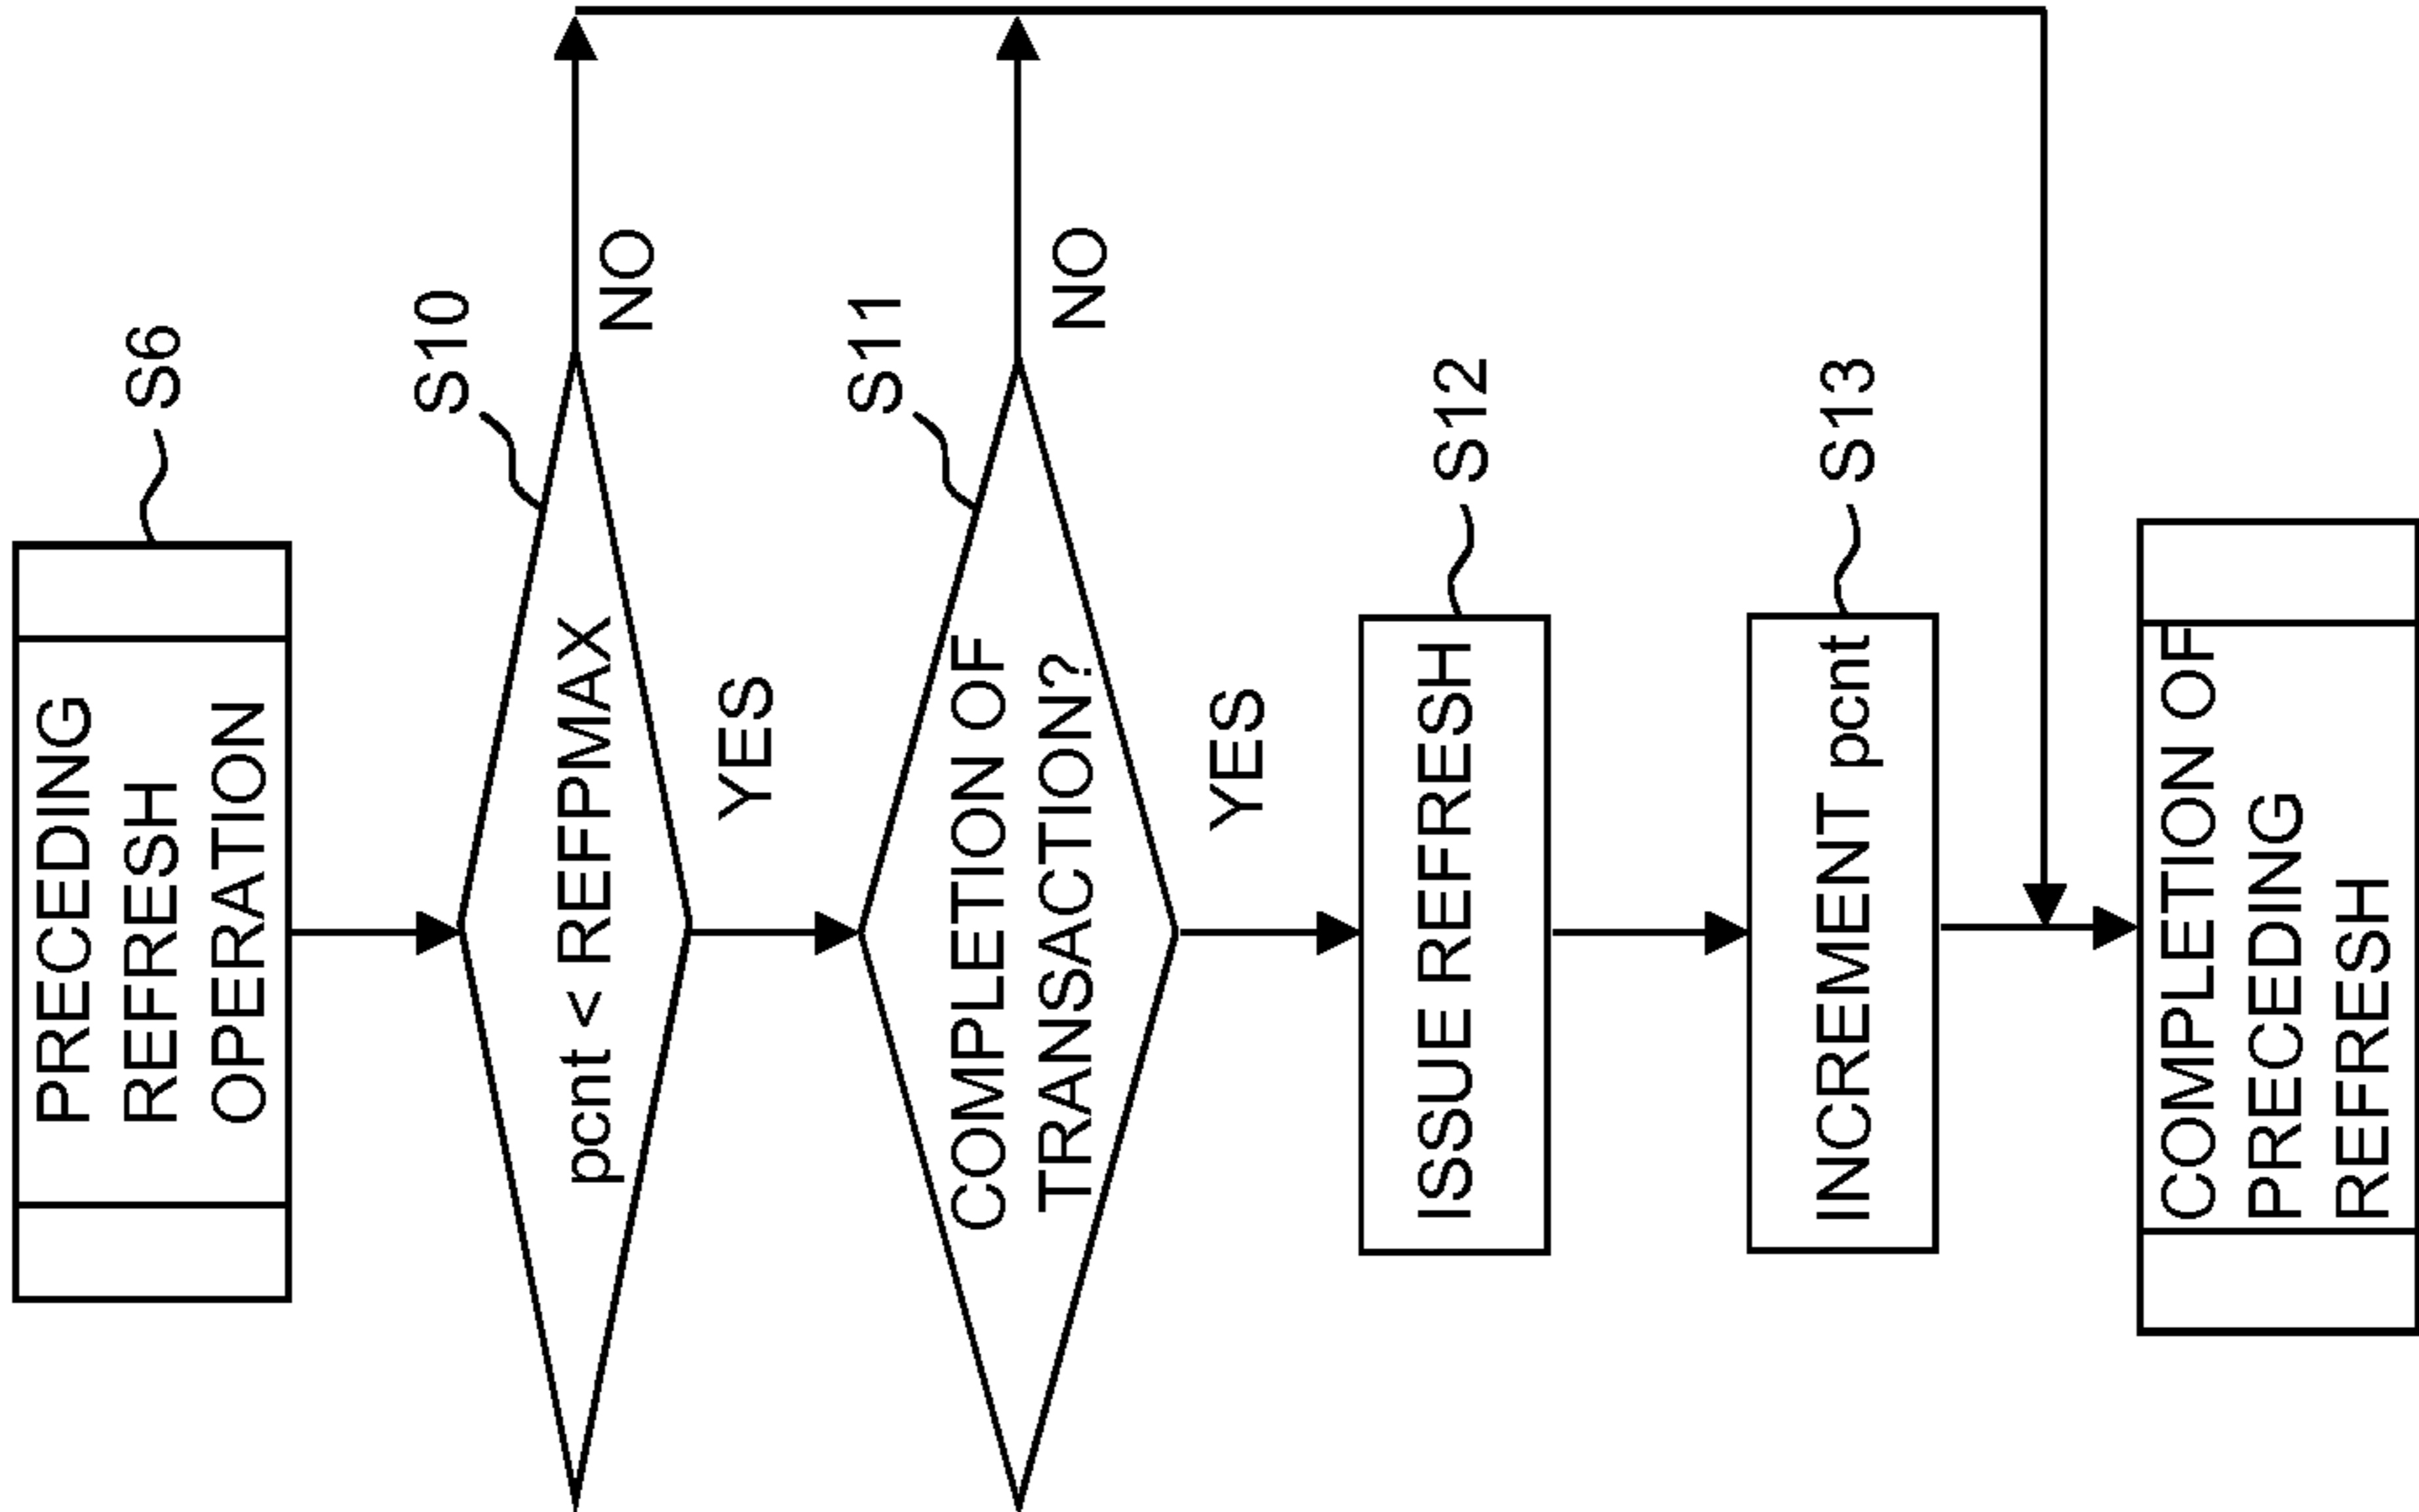 PRECEDING
REFRESH
OPERATION
S6
pcnt < REFPMAX
S10
NO
YES
COMPLETION OF
TRANSACTION?
S11
NO
YES
ISSUE REFRESH
S12
INCREMENT pcnt
S13
COMPLETION OF
PRECEDING
REFRESH